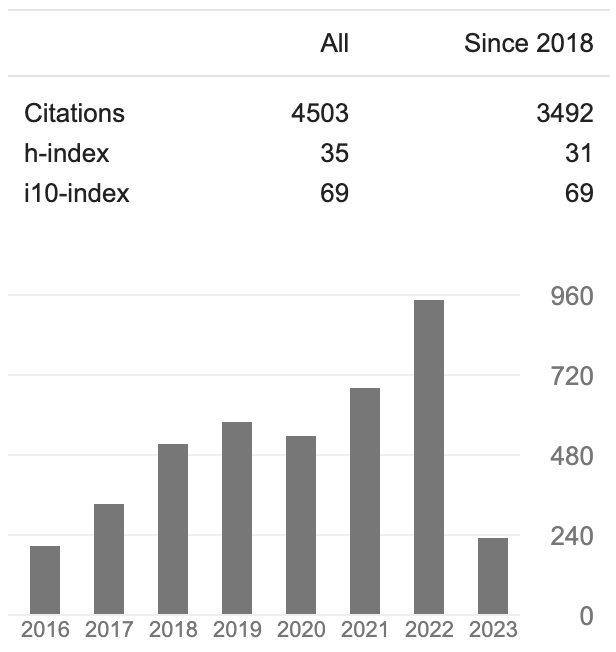 All Since 2018
Citations 4503 3492
h-index 35 31
i10-index 69 69
960
720
480
240
0
2016 2017 2018 2019 2020 2021 2022 2023